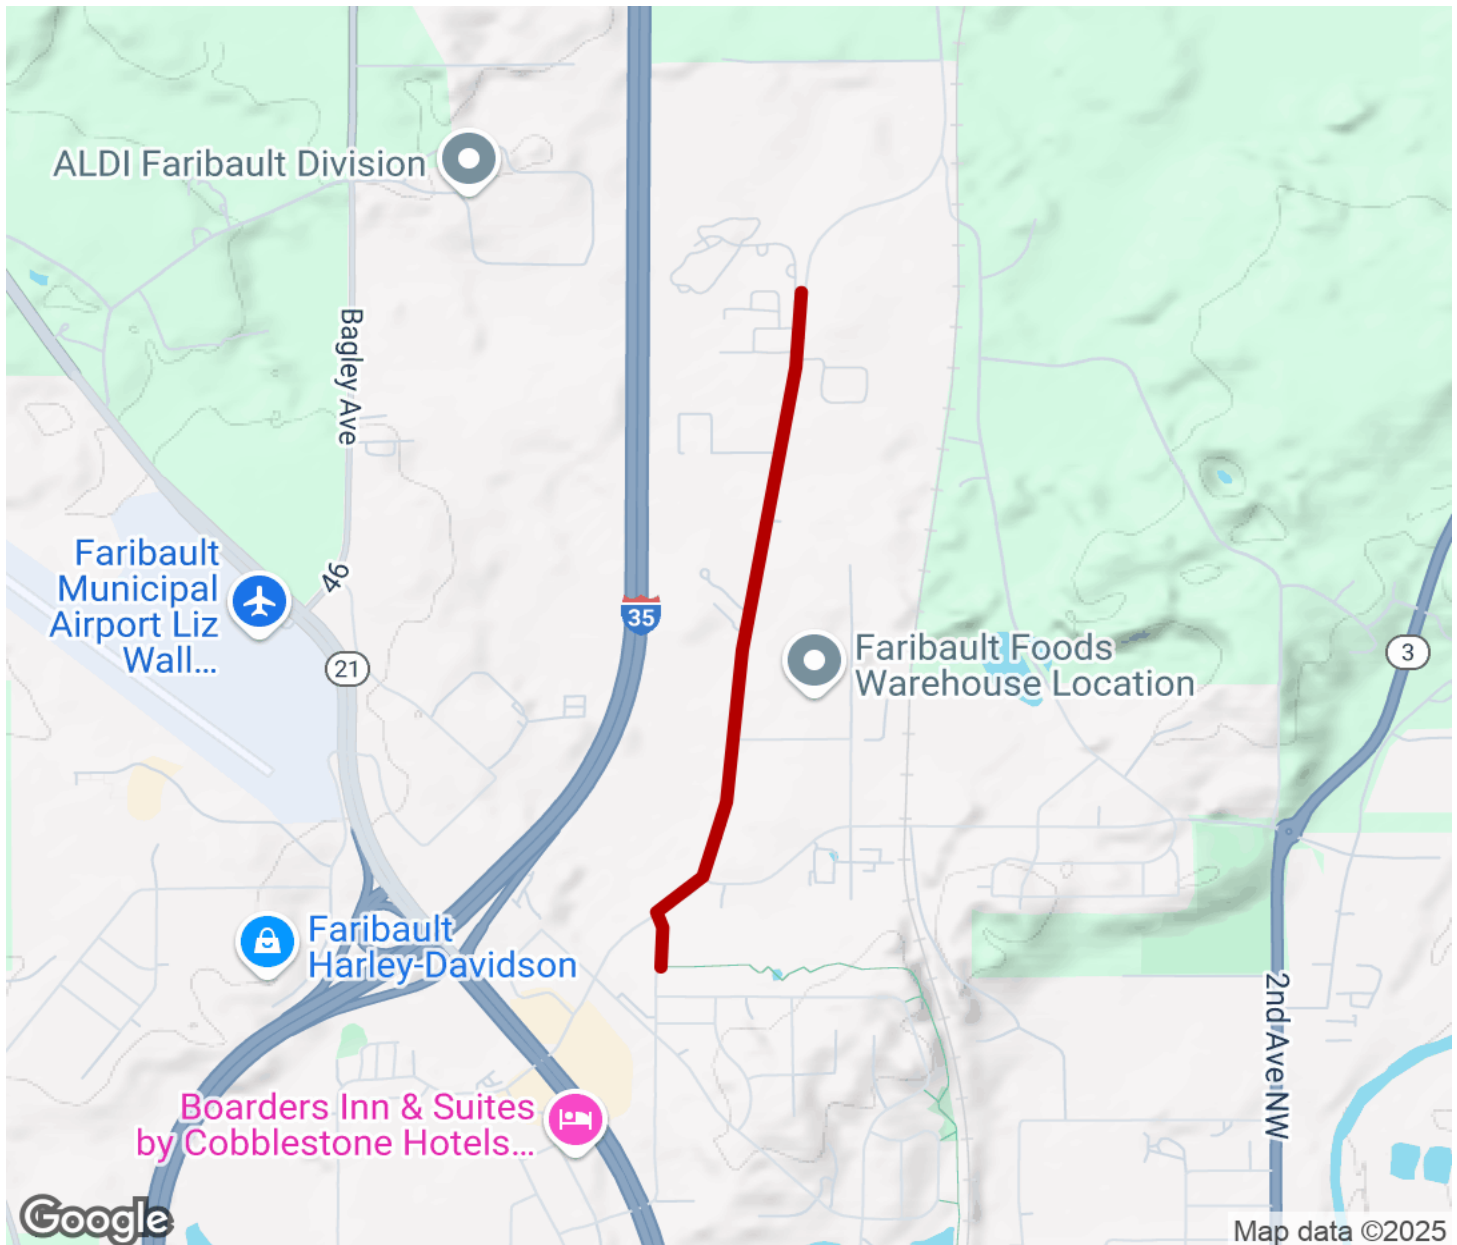 ALDI Faribault Division
Bagley Ave
Faribault
Municipal
Airport Liz
Wall...
46
21
35
Faribault Foods
Warehouse Location
3
Faribault
Harley-Davidson
2nd Ave NW
Boarders Inn & Suites
by Cobblestone Hotels...
Google
Map data ©2025